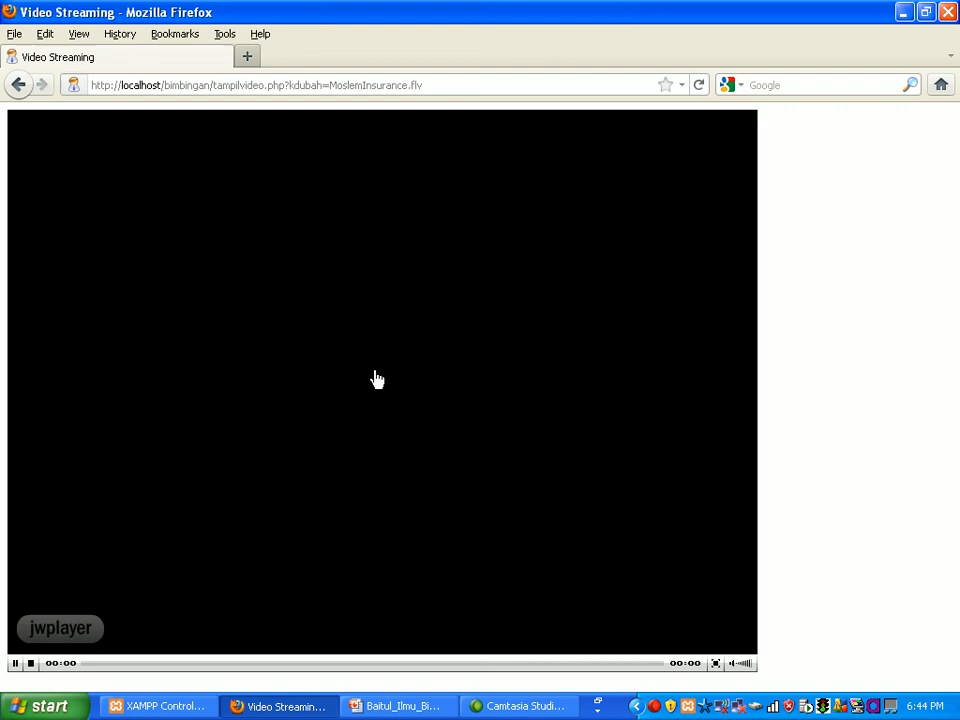 Video Streaming - Mozilla Firefox
File Edit View History Bookmarks Tools Help
Video Streaming
http://localhost/bimbingan/tampilvideo.php?kdubah=MoslemInsurance.flv
Google
jwplayer
00:00 00:00
start XAMPP Control... Video Streamin... Baitul_Ilmu_Bi... Camtasia Studi... 6:44 PM